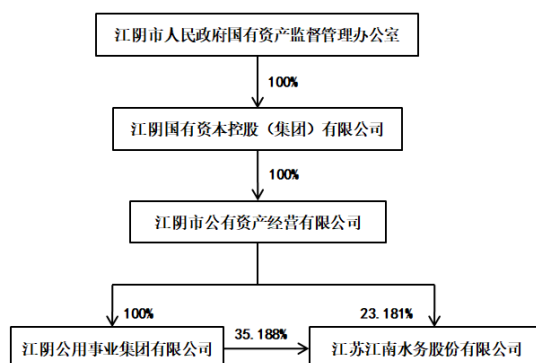 江阴市人民政府国有资产监督管理办公室
100%
江阴国有资本控股（集团）有限公司
100%
江阴市公有资产经营有限公司
100%
23.181%
江阴公用事业集团有限公司
35.188%
江苏江南水务股份有限公司